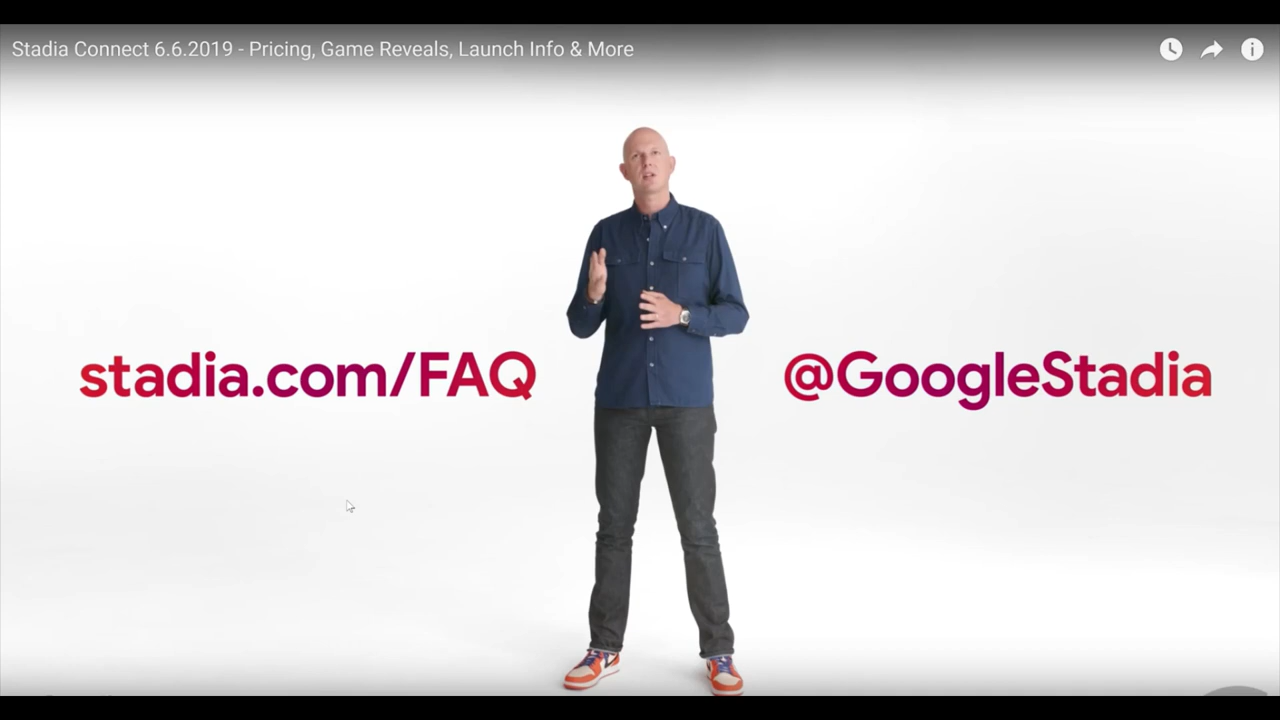 Stadia Connect 6.6.2019 - Pricing, Game Reveals, Launch Info & More
stadia.com/FAQ
@GoogleStadia